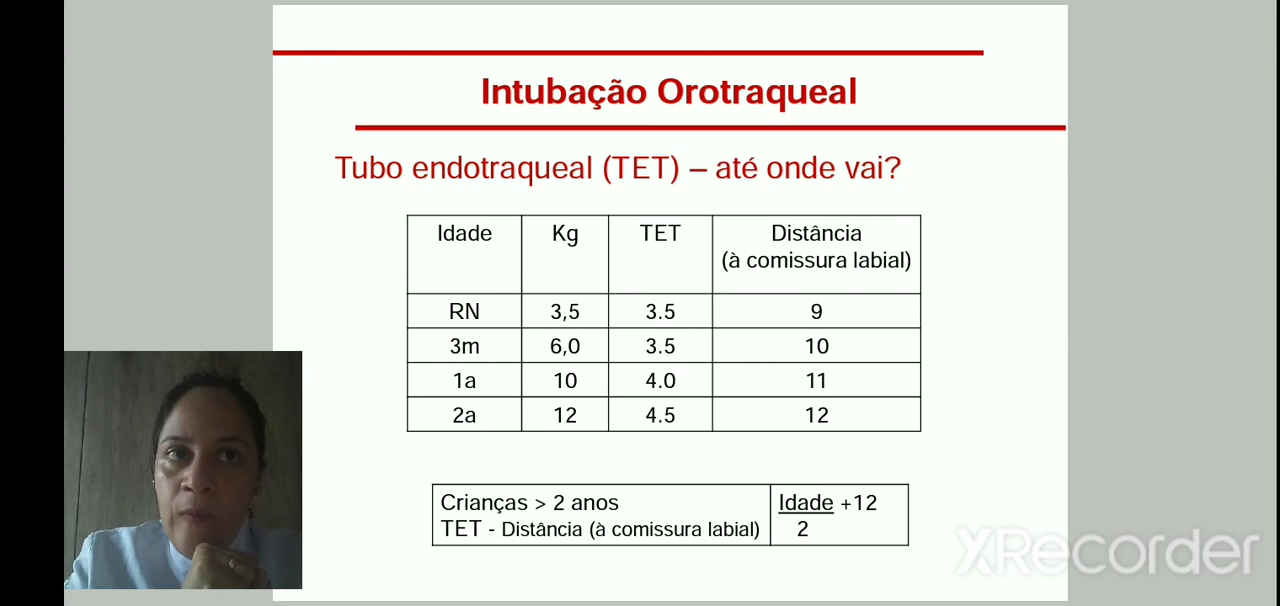 Intubação Orotraqueal
Tubo endotraqueal (TET) – até onde vai?
Idade Kg TET Distância
(à comissura labial)
RN 3,5 3.5 9
3m 6,0 3.5 10
1a 10 4.0 11
2a 12 4.5 12
Crianças > 2 anos Idade +12
TET - Distância (à comissura labial) 2
XRecorder